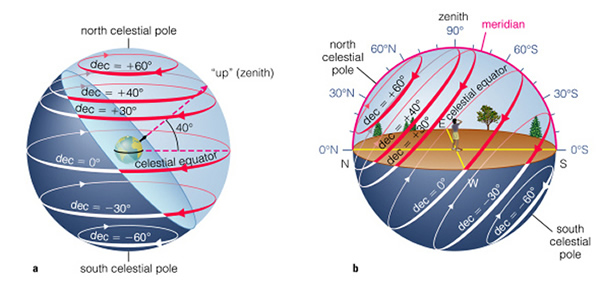 north celestial pole
dec = +60°
"up" (zenith)
dec = +40°
dec = +30°
40°
dec = 0°
celestial equator
dec = −30°
dec = −60°
south celestial pole
a
zenith
90°
meridian
north
celestial
pole
60°N
60°S
30°N
30°S
0°N
0°S
N
S
E
W
dec = +60°
dec = +40°
dec = +30°
celestial equator
dec = 0°
dec = −30°
dec = −60°
south
celestial
pole
b